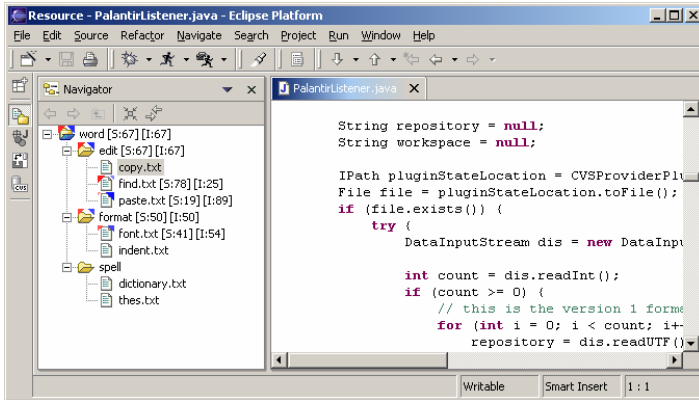 Resource - PalantirListener.java - Eclipse Platform
File Edit Source Refactor Navigate Search Project Run Window Help
Navigator
PalantirListener.java
word [S:67] [I:67]
edit [S:67] [I:67]
copy.txt
find.txt [S:78] [I:25]
paste.txt [S:19] [I:89]
format [S:50] [I:50]
font.txt [S:41] [I:54]
indent.txt
spell
dictionary.txt
thes.txt
String repository = null;
String workspace = null;
IPath pluginStateLocation = CVSProviderPlu
File file = pluginStateLocation.toFile();
if (file.exists()) {
try {
DataInputStream dis = new DataInpu
int count = dis.readInt();
if (count >= 0) {
// this is the version 1 forma
for (int i = 0; i < count; i+
repository = dis.readUTF()
Writable Smart Insert 1 : 1